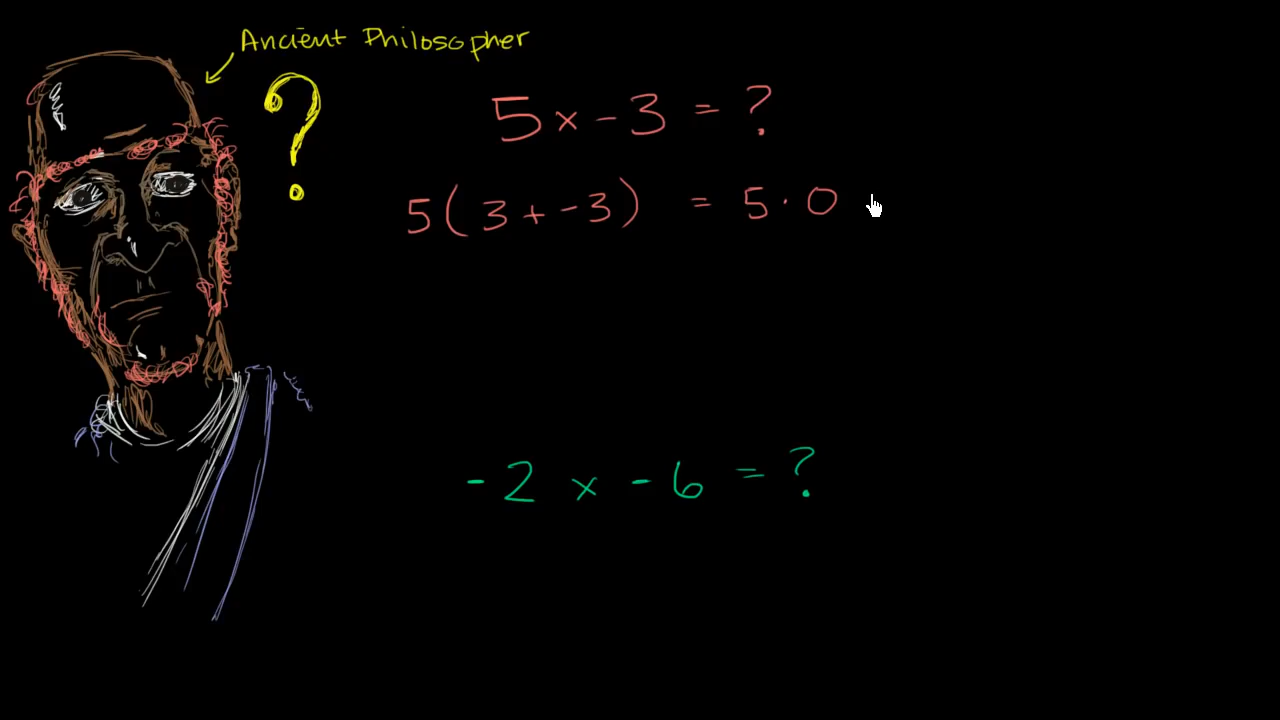 Ancient Philosopher
?
5 x -3 = ?
5(3 + -3) = 5 · 0
-2 x -6 = ?